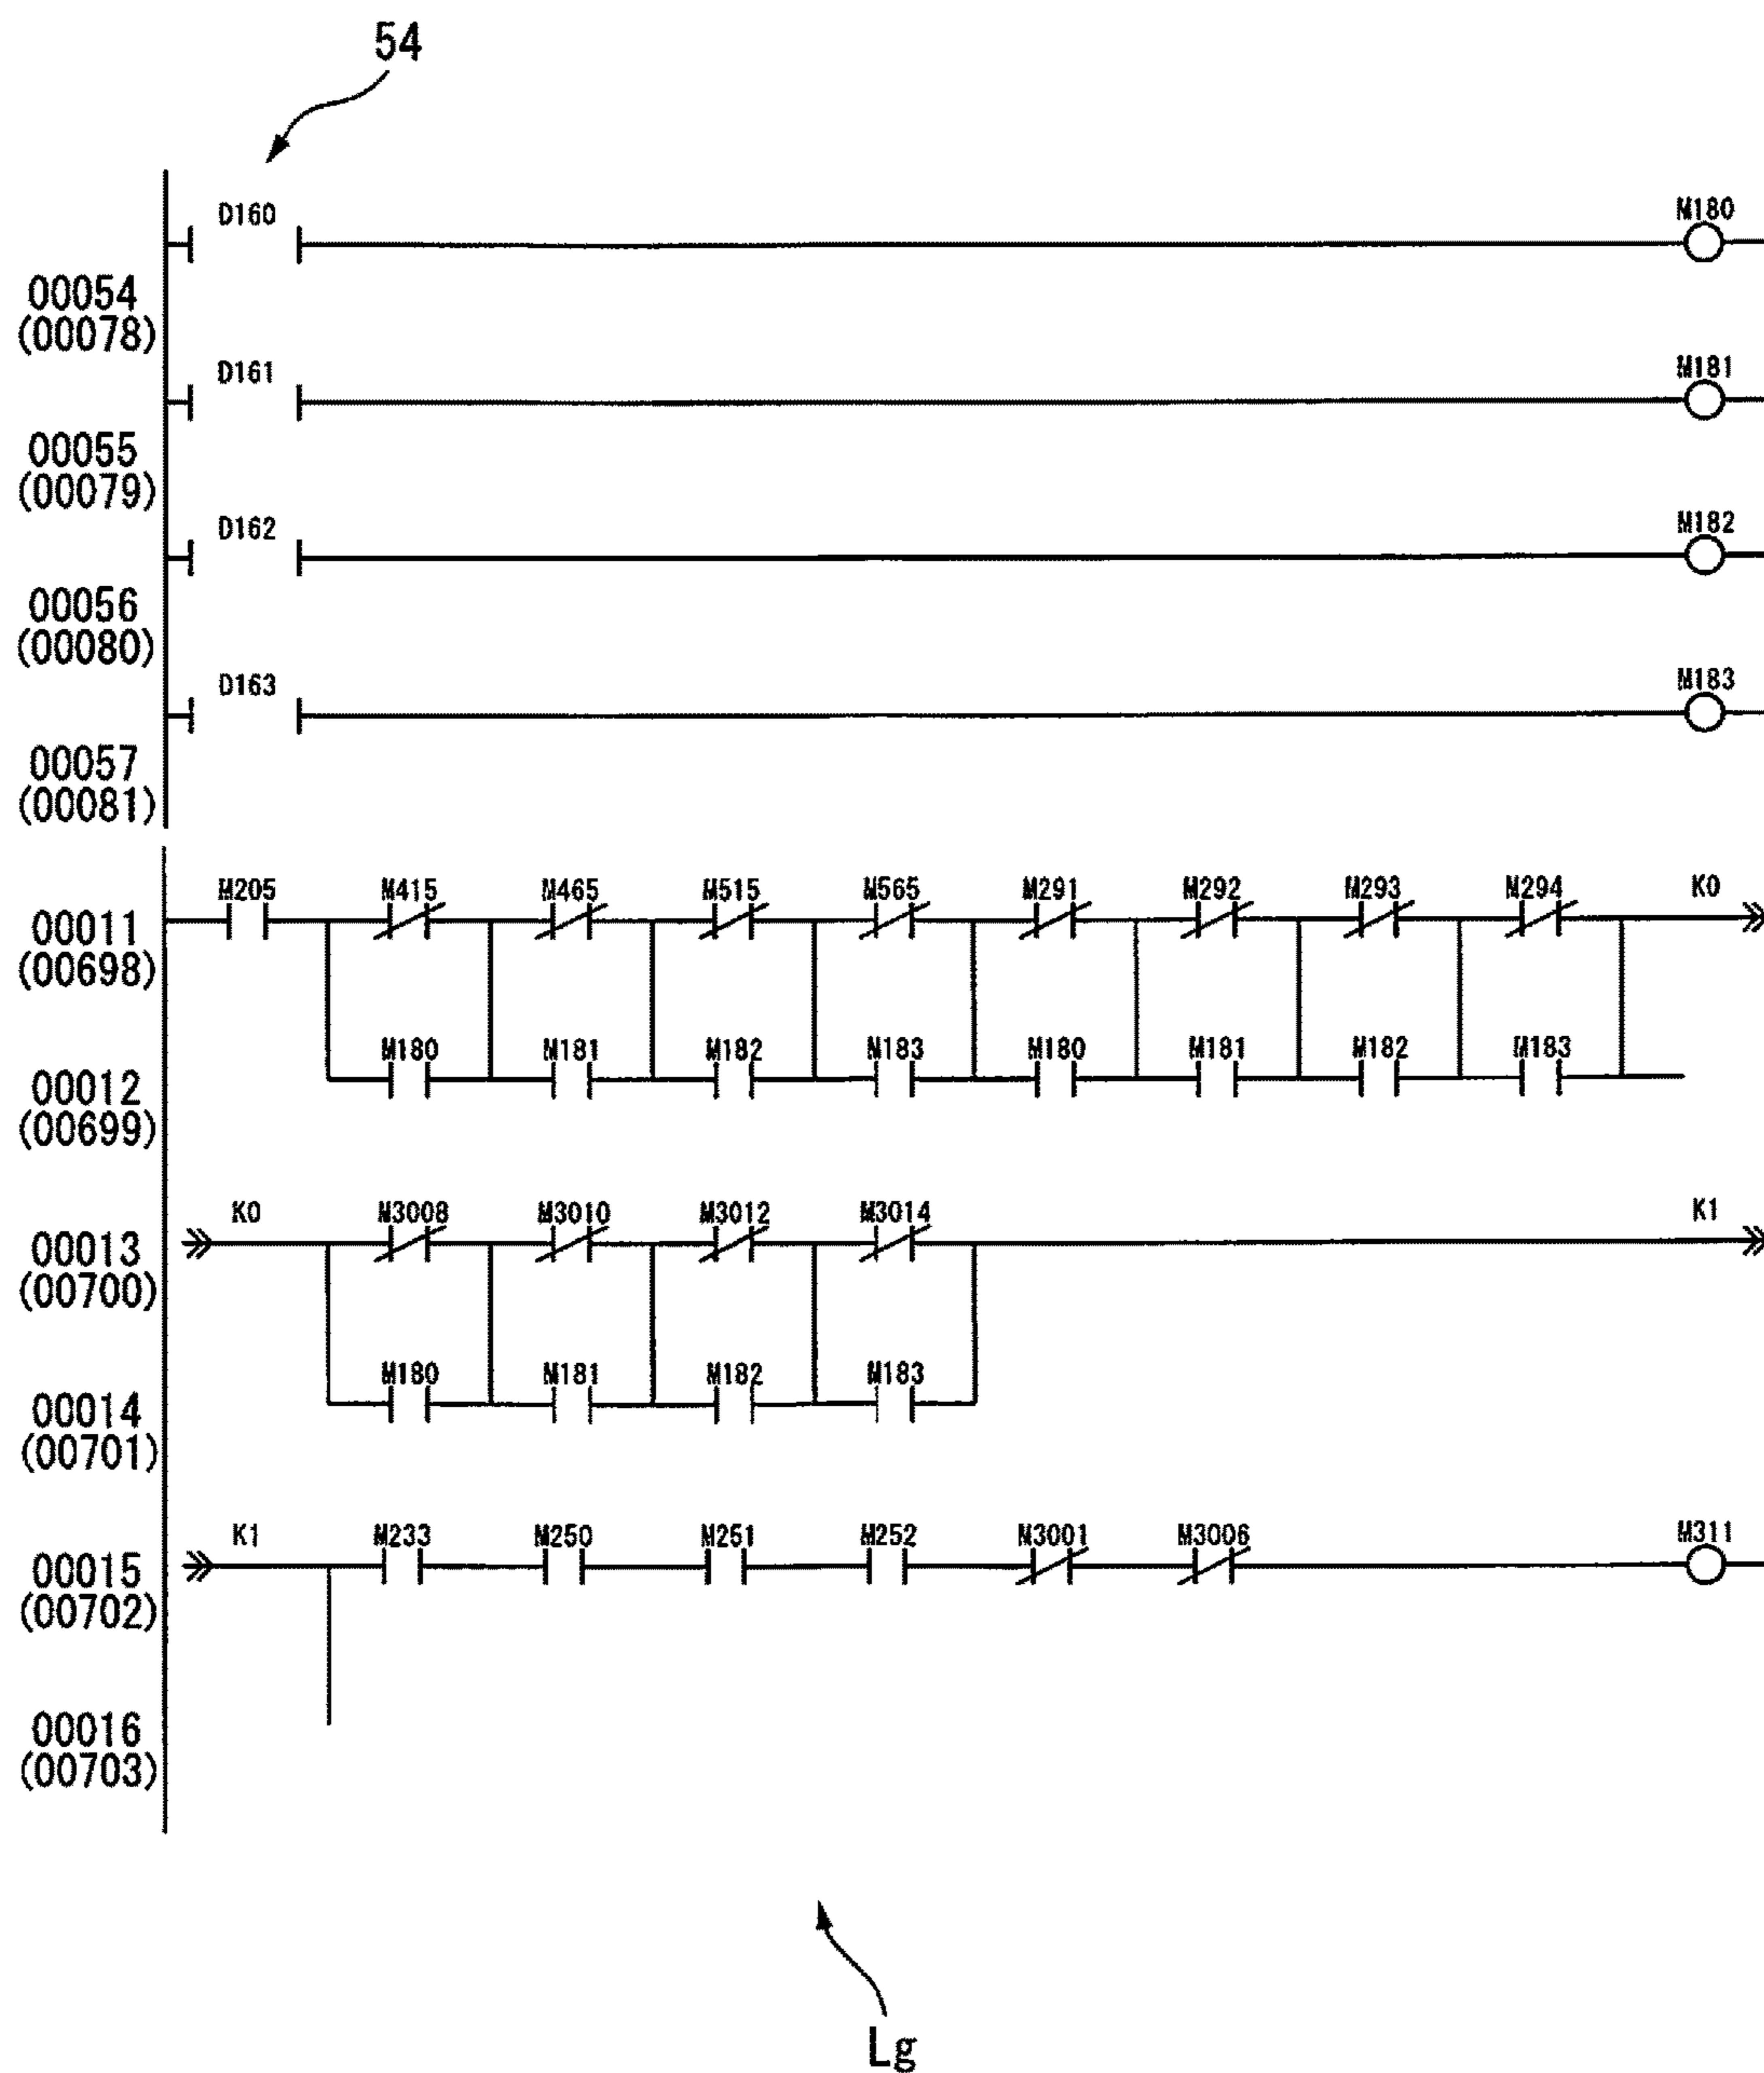 54
D160 M180
00054
(00078)
D161 M181
00055
(00079)
D162 M182
00056
(00080)
D163 M183
00057
(00081)
M205 M415 M465 M515 M565 M291 M292 M293 M294 K0
00011
(00698)
M180 M181 M182 M183 M180 M181 M182 M183
00012
(00699)
K0 M3008 M3010 M3012 M3014 K1
00013
(00700)
M180 M181 M182 M183
00014
(00701)
K1 M233 M250 M251 M252 M3001 M3006 M311
00015
(00702)
00016
(00703)
Lg